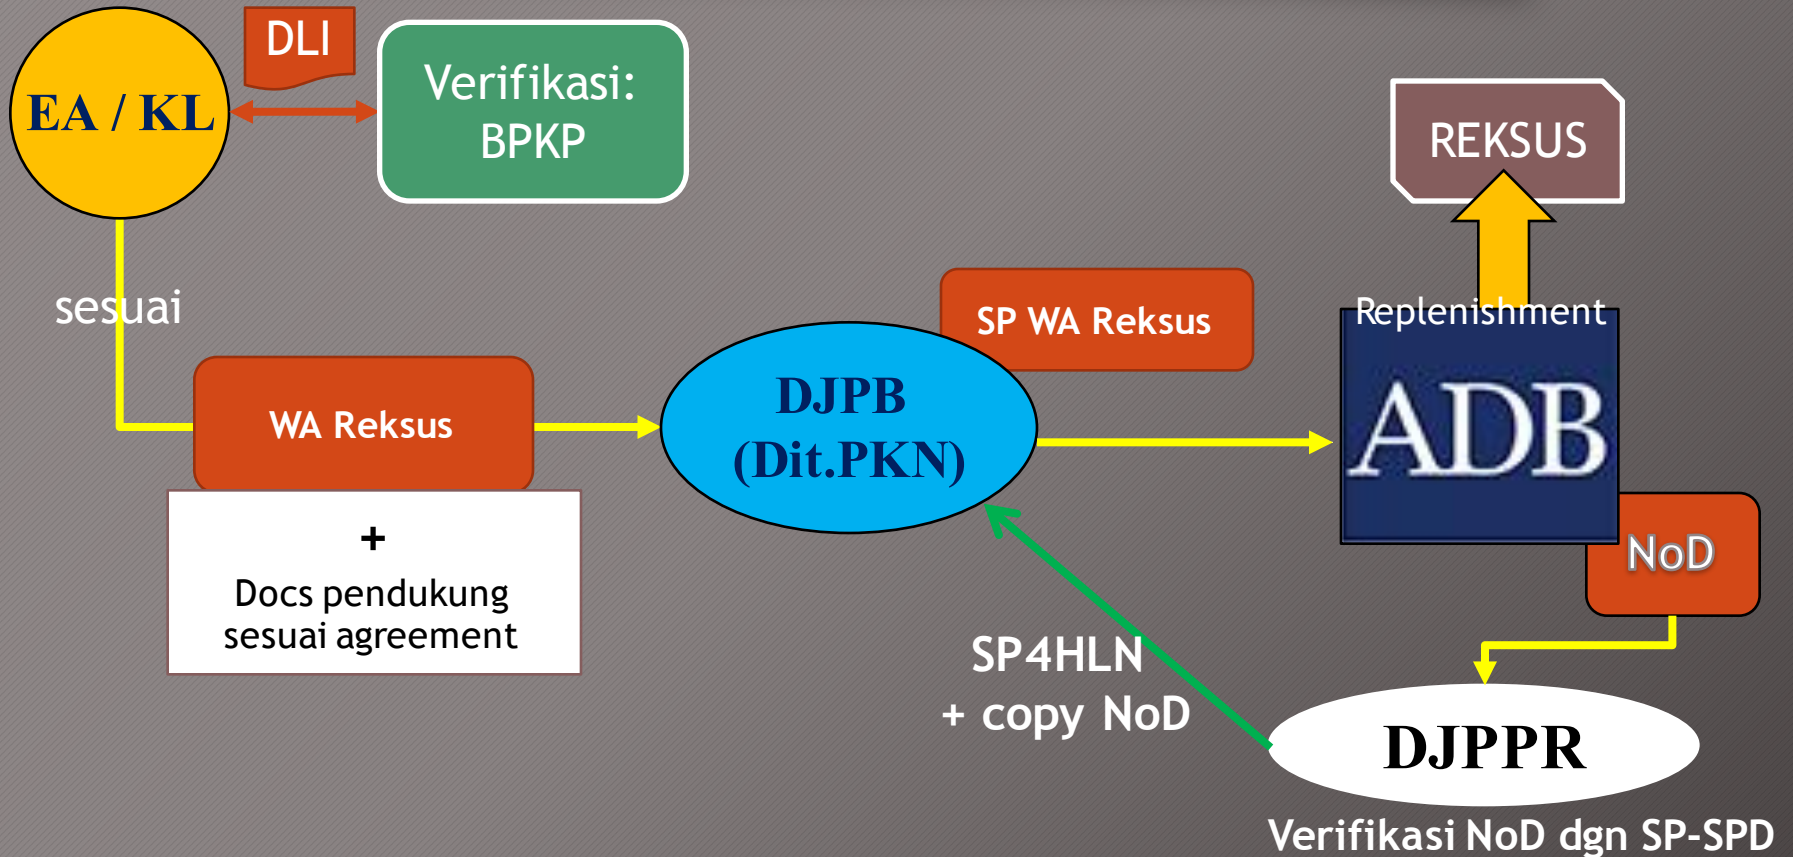 DLI
EA / KL
Verifikasi:
BPKP
REKSUS
sesuai
Replenishment
SP WA Reksus
ADB
WA Reksus
DJPB
(Dit.PKN)
+
Docs pendukung
sesuai agreement
NoD
SP4HLN
+ copy NoD
DJPPR
Verifikasi NoD dgn SP-SPD